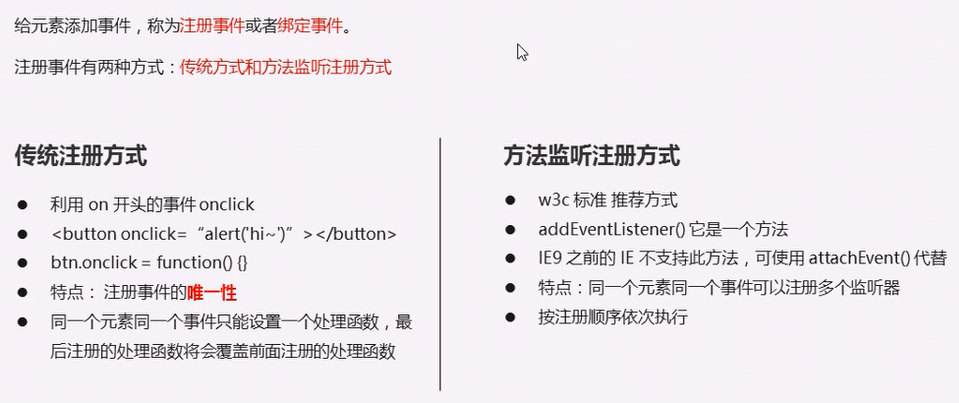 给元素添加事件，称为注册事件或者绑定事件。
注册事件有两种方式：传统方式和方法监听注册方式
传统注册方式
● 利用 on 开头的事件 onclick
● <button onclick= “alert('hi~')” ></button>
● btn.onclick = function() {}
● 特点： 注册事件的唯一性
● 同一个元素同一个事件只能设置一个处理函数，最
后注册的处理函数将会覆盖前面注册的处理函数
方法监听注册方式
● w3c 标准 推荐方式
● addEventListener() 它是一个方法
● IE9 之前的 IE 不支持此方法，可使用 attachEvent() 代替
● 特点：同一个元素同一个事件可以注册多个监听器
● 按注册顺序依次执行